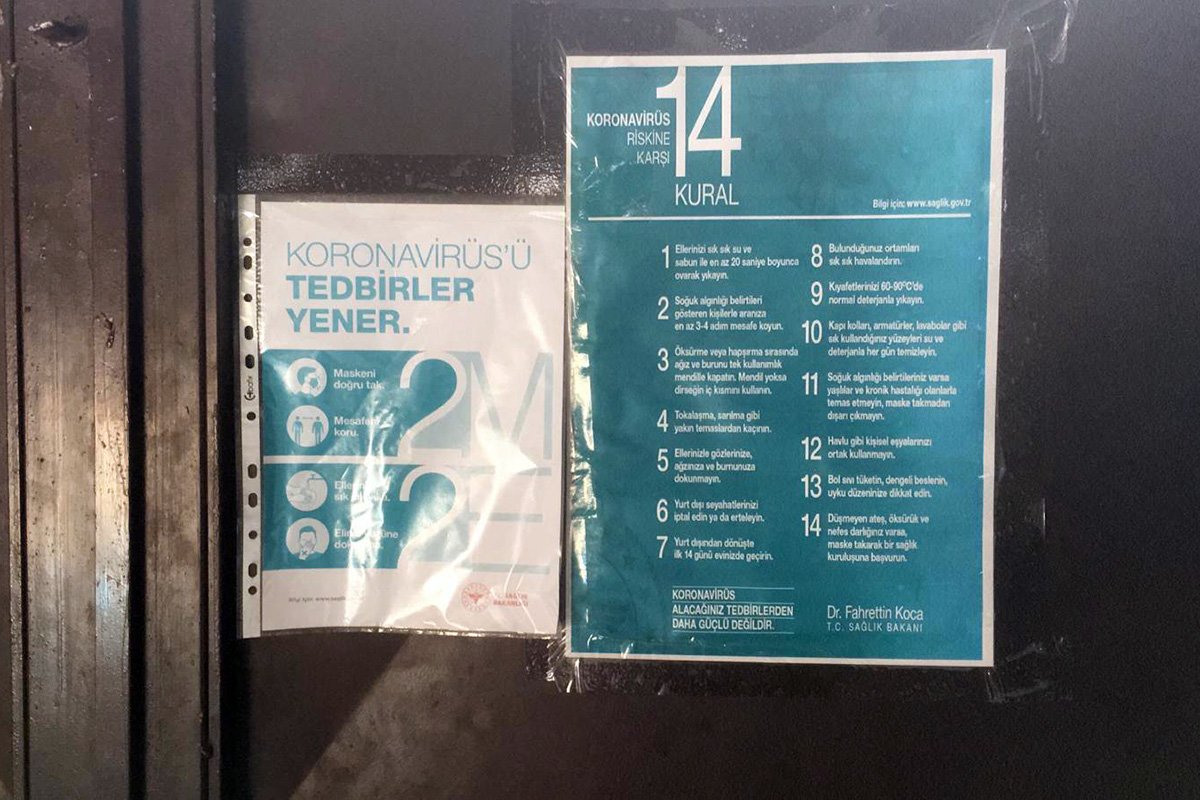 KORONAVİRÜS'Ü
TEDBİRLER
YENER.
Maskeni
doğru tak.
2M
koru.
2E
sık
Bilgi için:
KORONAVİRÜS
RİSKİNE
KARŞI
14
KURAL
Bilgi için: www.saglik.gov.tr
1 Ellerinizi sık sık su ve
sabun ile en az 20 saniye boyunca
ovarak yıkayın.
2 Soğuk algınlığı belirtileri
gösteren kişilerle aranıza
en az 3-4 adım mesafe koyun.
3 Öksürme veya hapşırma sırasında
ağız ve burunu tek kullanımlık
mendille kapatın. Mendil yoksa
dirseğin iç kısmını kullanın.
4 Tokalaşma, sarılma gibi
yakın temaslardan kaçının.
5 Ellerinizle gözlerinize,
ağzınıza ve burnunuza
dokunmayın.
6 Yurt dışı seyahatlerinizi
iptal edin ya da erteleyin.
7 Yurt dışından dönüşte
ilk 14 günü evinizde geçirin.
8 Bulunduğunuz ortamları
sık sık havalandırın.
9 Kıyafetlerinizi 60-90ºC'de
normal deterjanla yıkayın.
10 Kapı kolları, armatürler, lavabolar gibi
sık kullandığınız yüzeyleri su ve
deterjanla her gün temizleyin.
11 Soğuk algınlığı belirtileriniz varsa
yaşlılar ve kronik hastalığı olanlarla
temas etmeyin, maske takmadan
dışarı çıkmayın.
12 Havlu gibi kişisel eşyalarınızı
ortak kullanmayın.
13 Bol sıvı tüketin, dengeli beslenin,
uyku düzeninize dikkat edin.
14 Düşmeyen ateş, öksürük ve
nefes darlığınız varsa,
maske takarak bir sağlık
kuruluşuna başvurun.
KORONAVİRÜS
ALACAĞINIZ TEDBİRLERDEN
DAHA GÜÇLÜ DEĞİLDİR.
Dr. Fahrettin Koca
T.C. SAĞLIK BAKANI